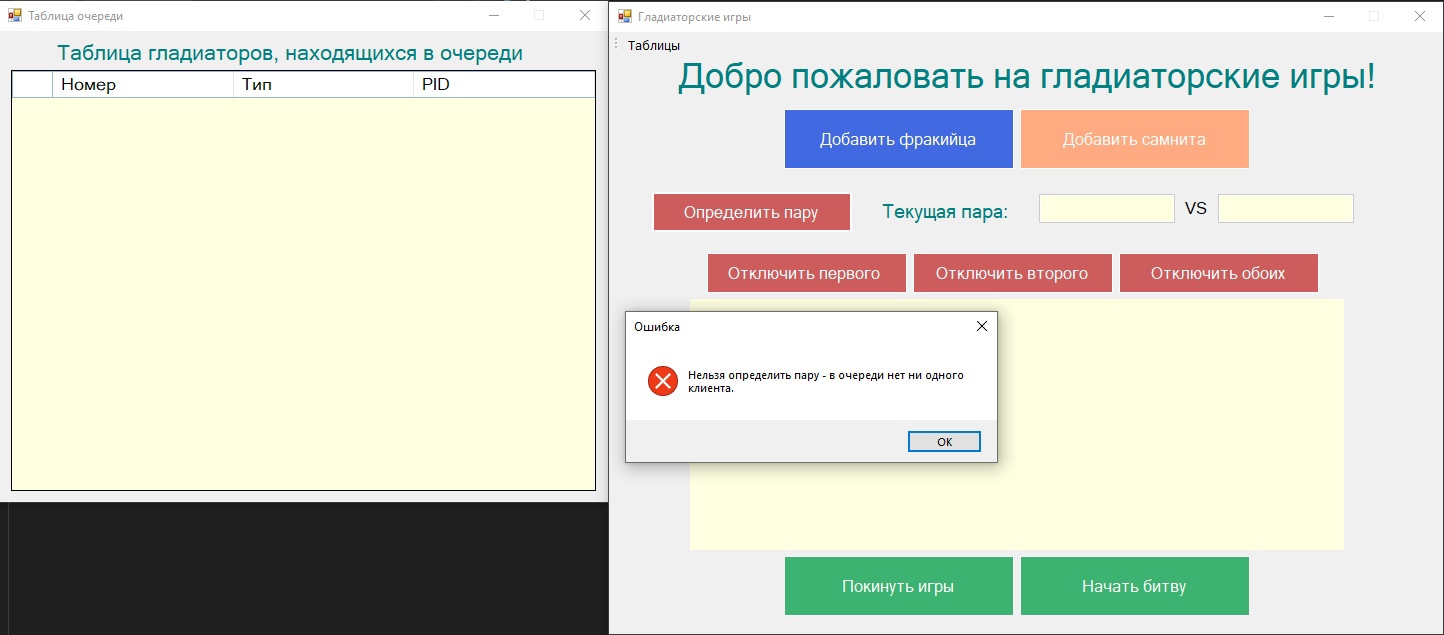 Таблица очереди
Таблица гладиаторов, находящихся в очереди
Номер Тип PID
Гладиаторские игры
Таблицы
Добро пожаловать на гладиаторские игры!
Добавить фракийца Добавить самнита
Определить пару Текущая пара: VS
Отключить первого Отключить второго Отключить обоих
Ошибка
Нельзя определить пару - в очереди нет ни одного
клиента.
ОК
Покинуть игры Начать битву